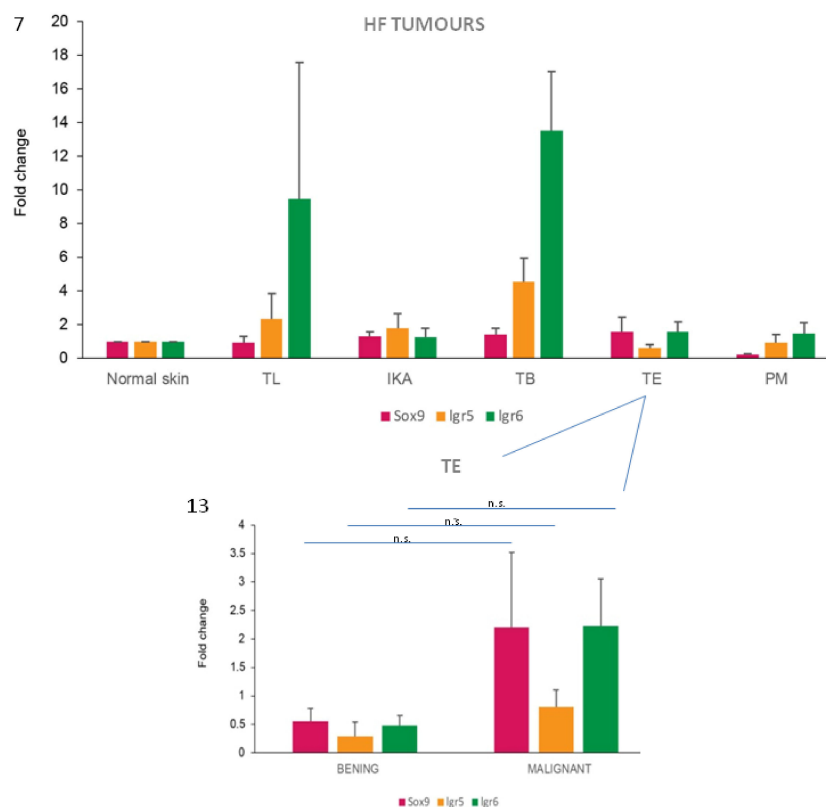 7
HF TUMOURS
20
18
16
14
12
10
8
6
4
2
0
Fold change
Normal skin TL IKA TB TE PM
Sox9 lgr5 lgr6
TE
13
n.s.
n.'s.
n.s.
4
3.5
3
2.5
2
1.5
1
0.5
0
Fold change
BENING MALIGNANT
Sox9 lgr5 lgr6